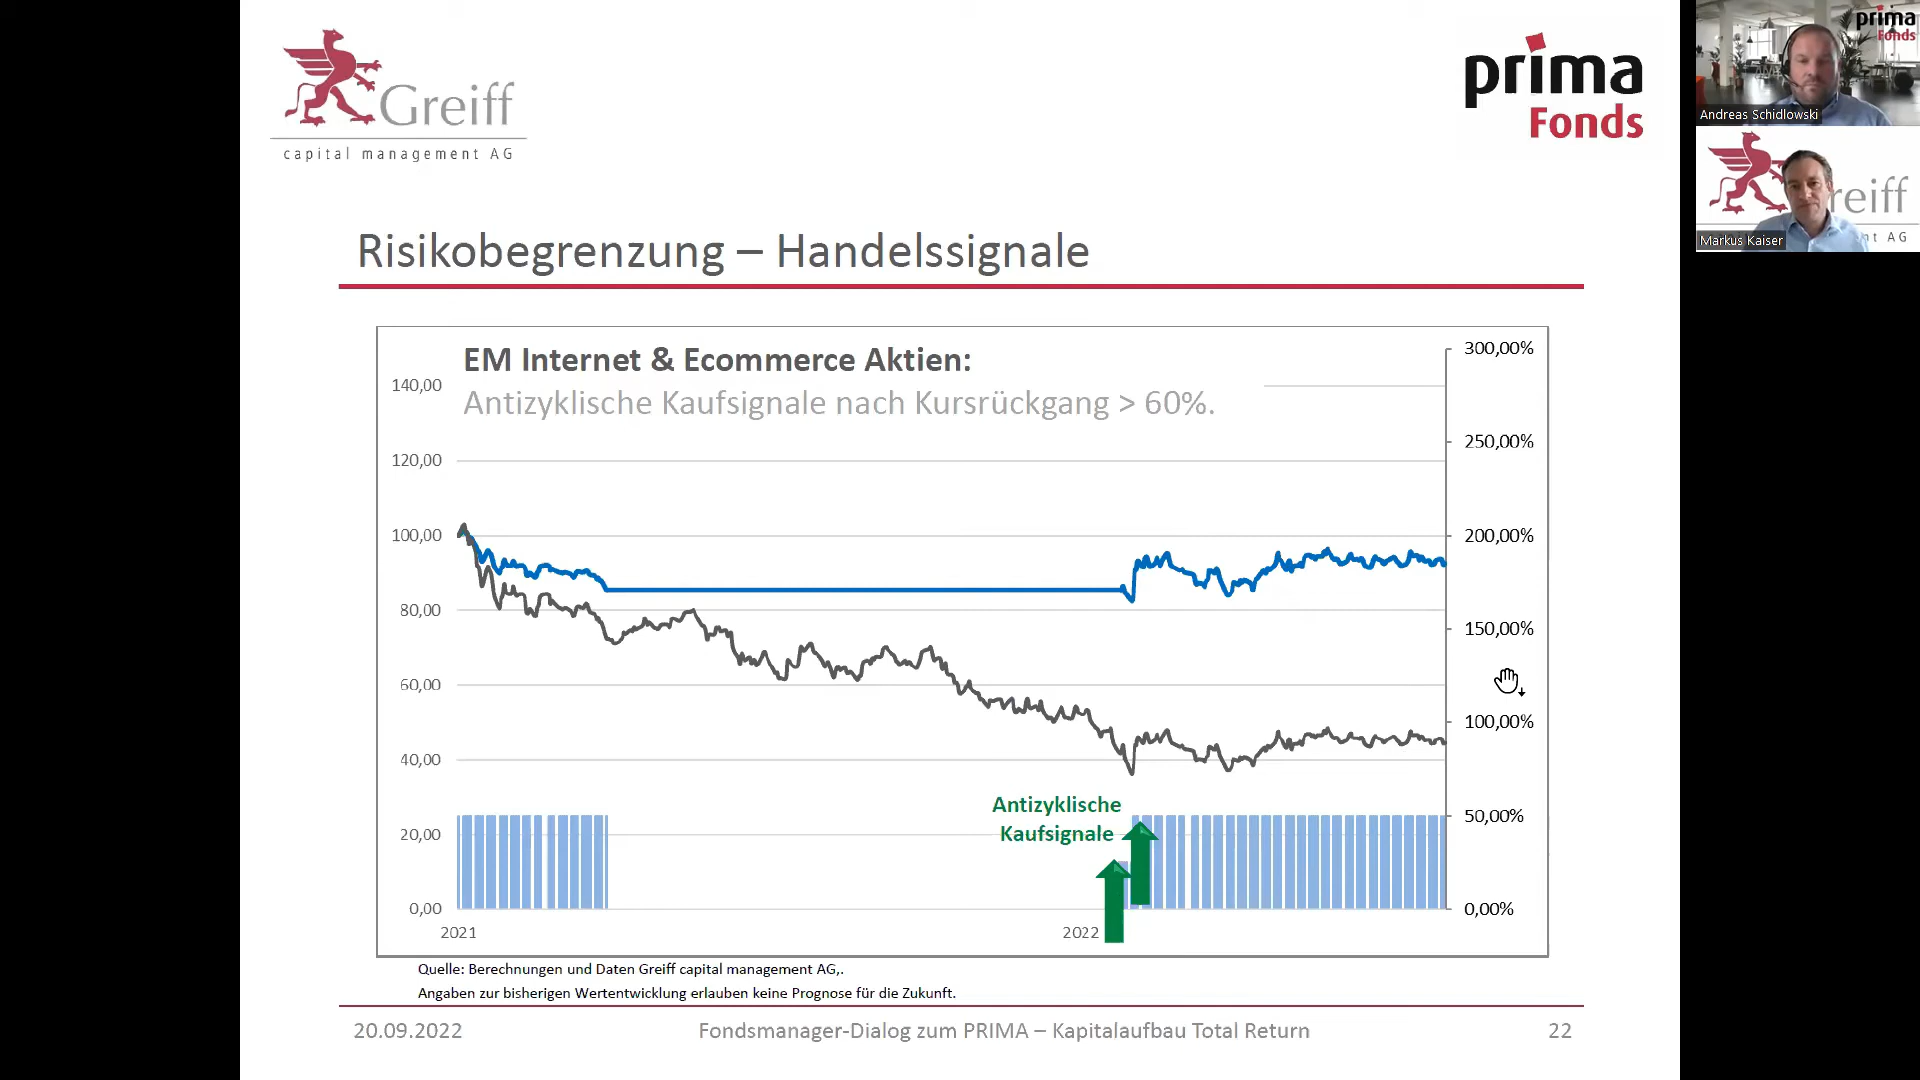 Greiff
capital management AG
prima
Fonds
prima
Fonds
Andreas Schidlowski
reiff
nt AG
Markus Kaiser
Risikobegrenzung – Handelssignale
EM Internet & Ecommerce Aktien:
Antizyklische Kaufsignale nach Kursrückgang > 60%.
140,00
120,00
100,00
80,00
60,00
40,00
20,00
0,00
300,00%
250,00%
200,00%
150,00%
100,00%
50,00%
0,00%
Antizyklische
Kaufsignale
2021
2022
Quelle: Berechnungen und Daten Greiff capital management AG,.
Angaben zur bisherigen Wertentwicklung erlauben keine Prognose für die Zukunft.
20.09.2022
Fondsmanager-Dialog zum PRIMA – Kapitalaufbau Total Return
22